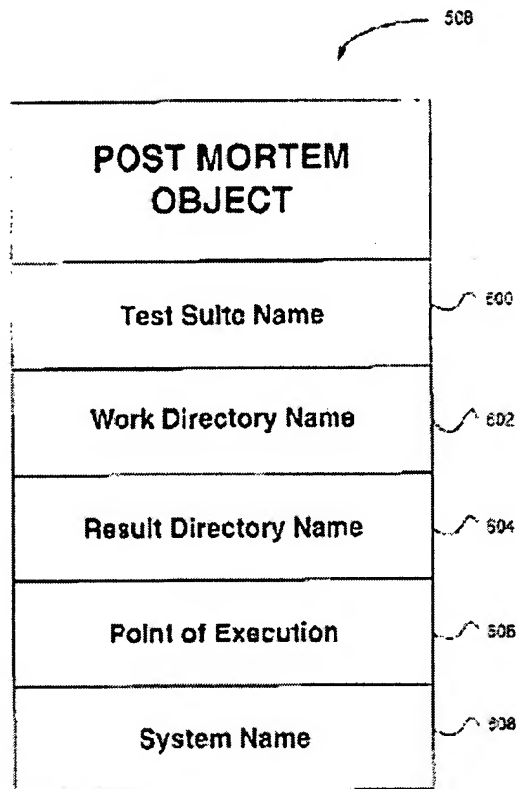 508
POST MORTEM
OBJECT
Test Suite Name
600
Work Directory Name
602
Result Directory Name
604
Point of Execution
606
System Name
608